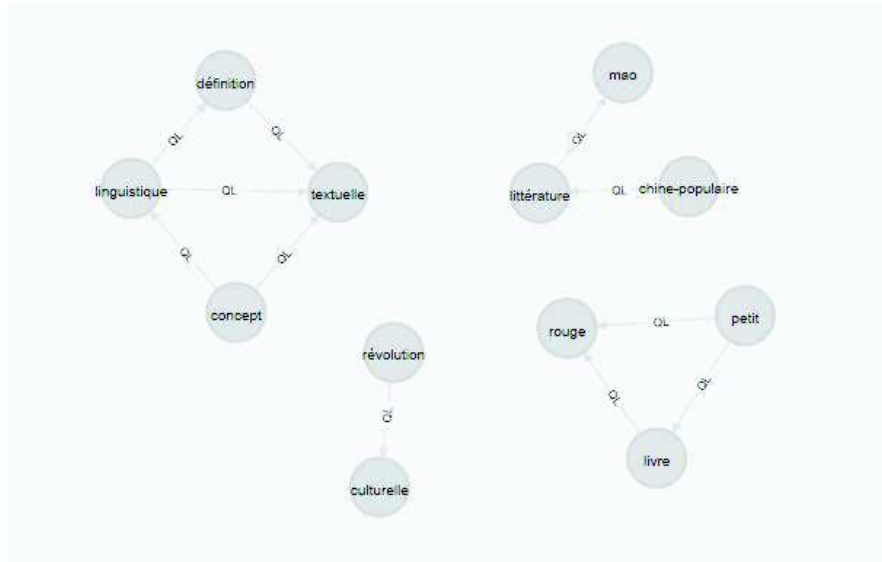 mao
définition
QL
QL
QL
linguistique
QL
textuelle
littérature
QL
chine-populaire
QL
QL
concept
rouge
QL
petit
révolution
QL
QL
QL
livre
culturelle